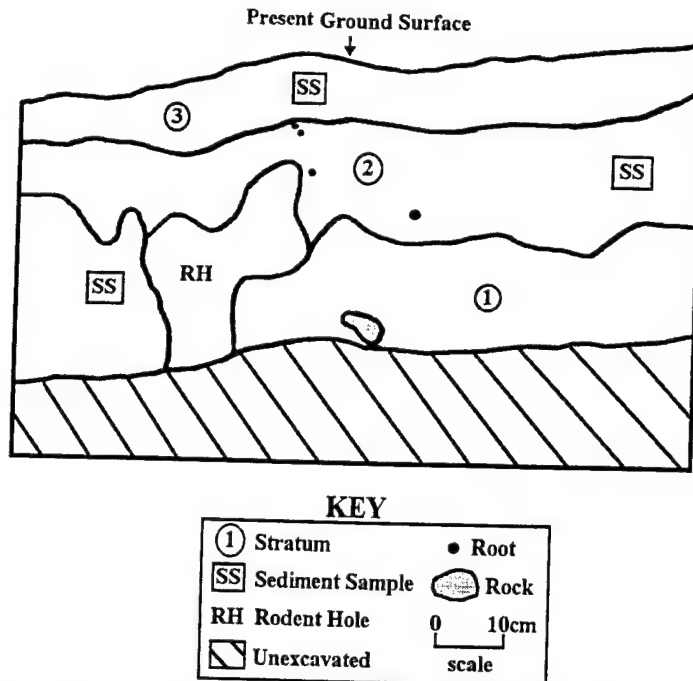 Present Ground Surface
SS
3
2
SS
RH
SS
1
KEY
1 Stratum
Root
SS Sediment Sample
Rock
RH Rodent Hole
0 10cm
Unexcavated
scale